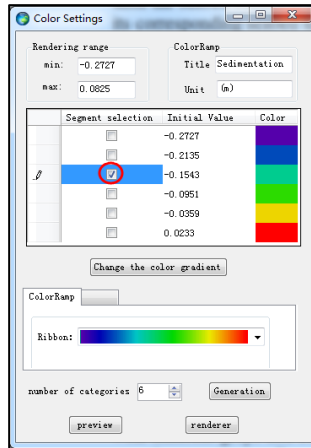 Color Settings
Rendering range
min: -0.2727
max: 0.0825
ColorRamp
Title Sedimentation
Unit (m)
Segment selection Initial Value Color
-0.2727
-0.2135
-0.1543
-0.0951
-0.0359
0.0233
Change the color gradient
ColorRamp
Ribbon:
number of categories 6 Generation
preview renderer